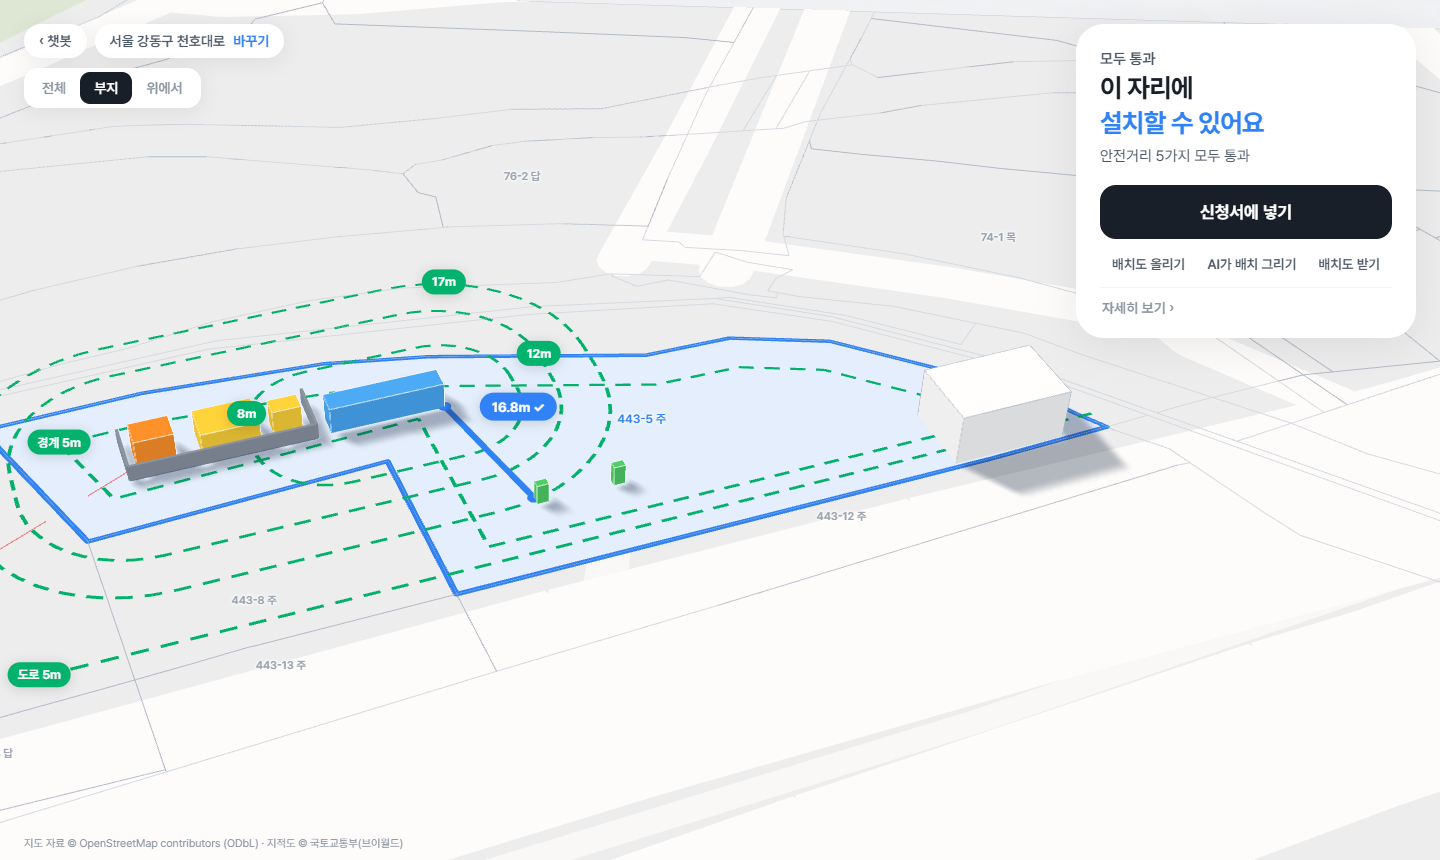 ‹ 챗봇
서울 강동구 천호대로 바꾸기
전체 부지 위에서
모두 통과
이 자리에
설치할 수 있어요
안전거리 5가지 모두 통과
신청서에 넣기
배치도 올리기 AI가 배치 그리기 배치도 받기
자세히 보기 ›
76-2 답
74-1 목
17m
12m
16.8m ✓
8m
443-5 주
경계 5m
443-12 주
443-8 주
443-13 주
도로 5m
답
지도 자료 © OpenStreetMap contributors (ODbL) · 지적도 © 국토교통부(브이월드)